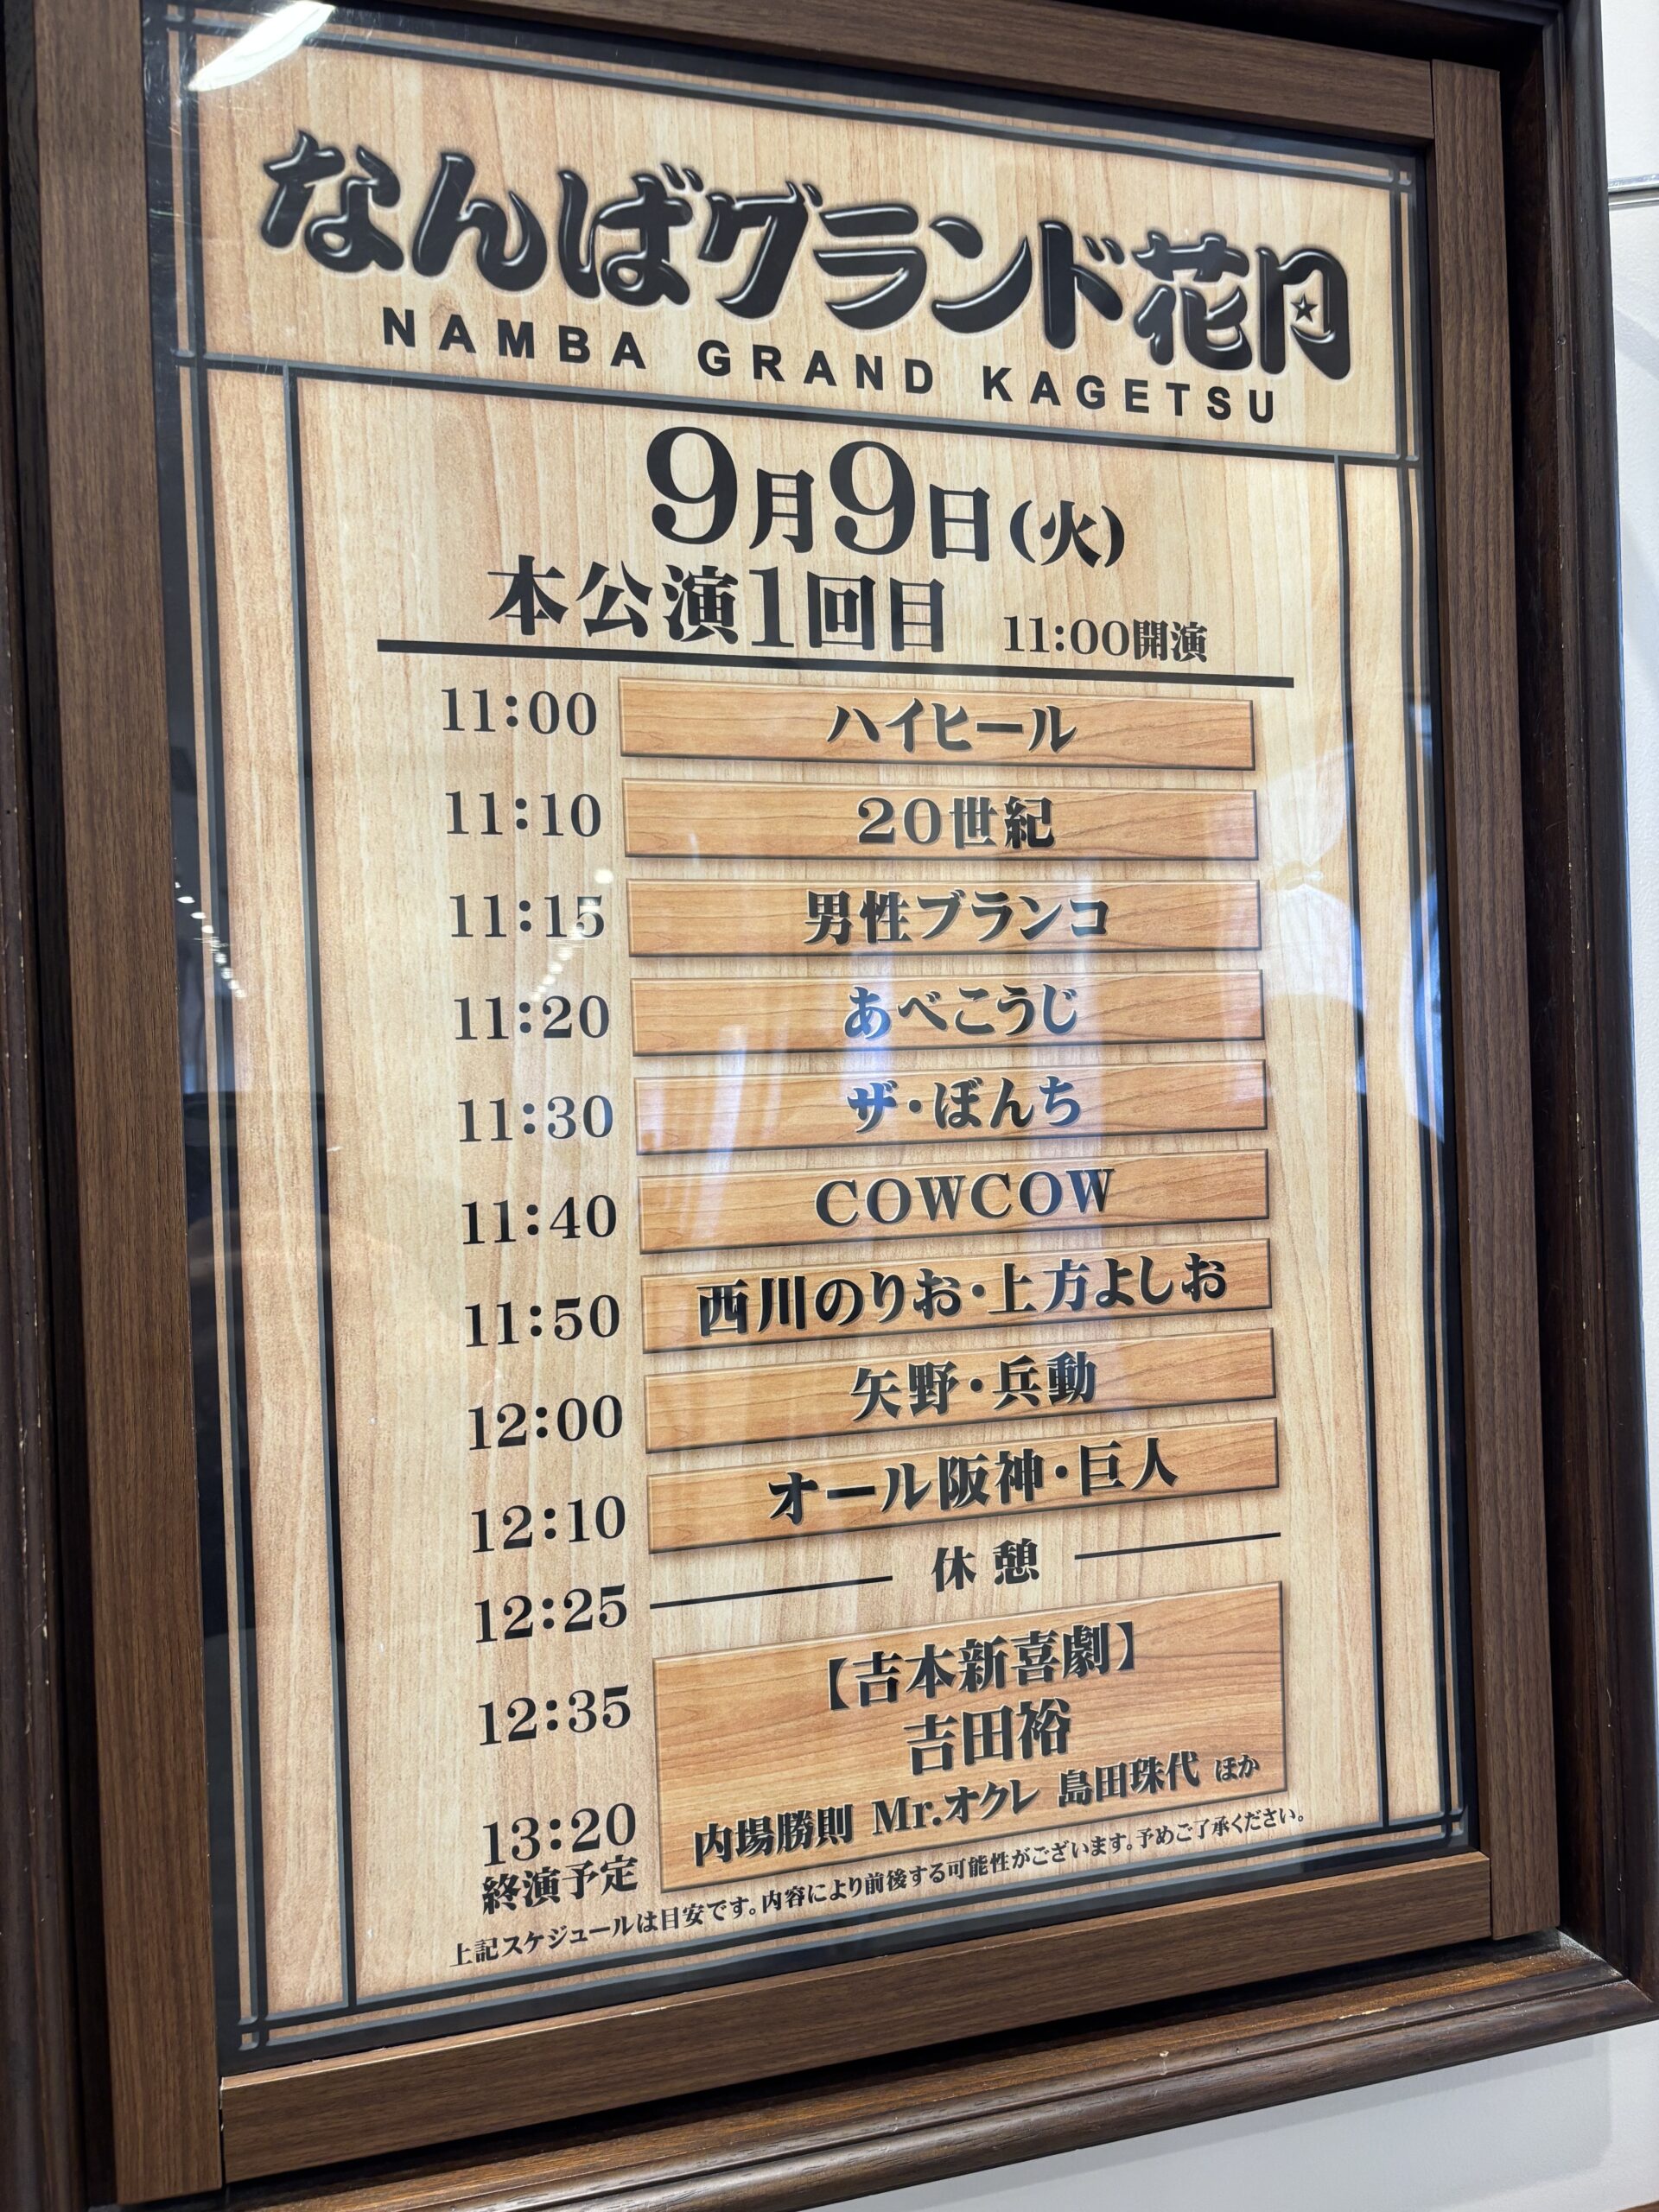 なんばグランド花月
NAMBA GRAND KAGETSU
9月9日(火)
本公演1回目 11:00開演
11:00 ハイヒール
11:10 20世紀
11:15 男性ブランコ
11:20 あべこうじ
11:30 ザ・ぼんち
11:40 COWCOW
11:50 西川のりお・上方よしお
12:00 矢野・兵動
12:10 オール阪神・巨人
12:25 休憩
12:35 【吉本新喜劇】
吉田裕
内場勝則 Mr.オクレ 島田珠代 ほか
13:20
終演予定
上記スケジュールは目安です。内容により前後する可能性がございます。予めご了承ください。